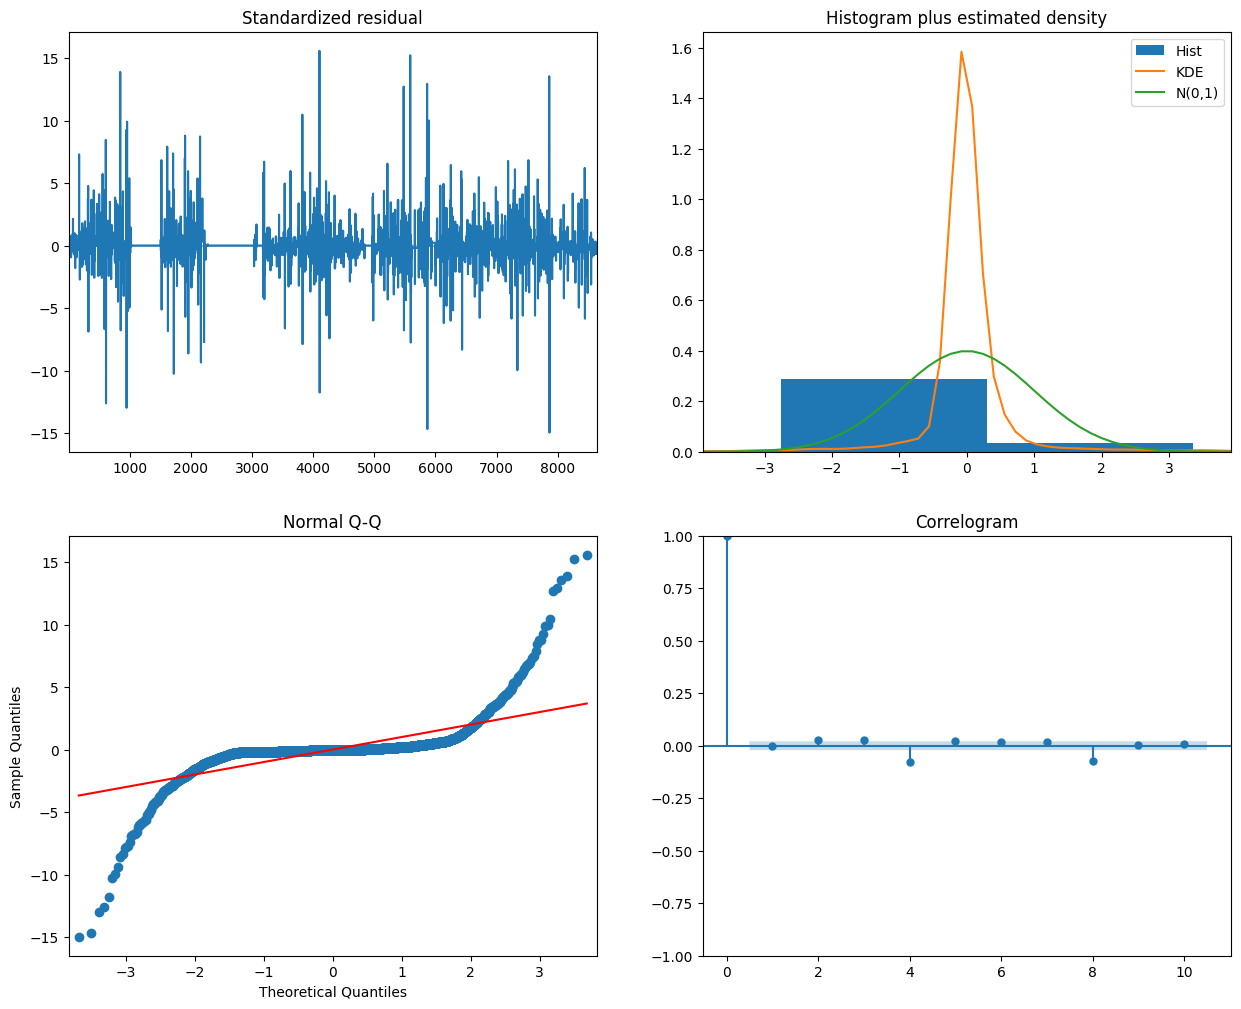 Standardized residual
15
10
5
0
−5
−10
−15
1000 2000 3000 4000 5000 6000 7000 8000
Histogram plus estimated density
1.6
1.4
1.2
1.0
0.8
0.6
0.4
0.2
0.0
−3 −2 −1 0 1 2 3
Hist
KDE
N(0,1)
Normal Q-Q
Sample Quantiles
15
10
5
0
−5
−10
−15
−3 −2 −1 0 1 2 3
Theoretical Quantiles
Correlogram
1.00
0.75
0.50
0.25
0.00
−0.25
−0.50
−0.75
−1.00
0 2 4 6 8 10